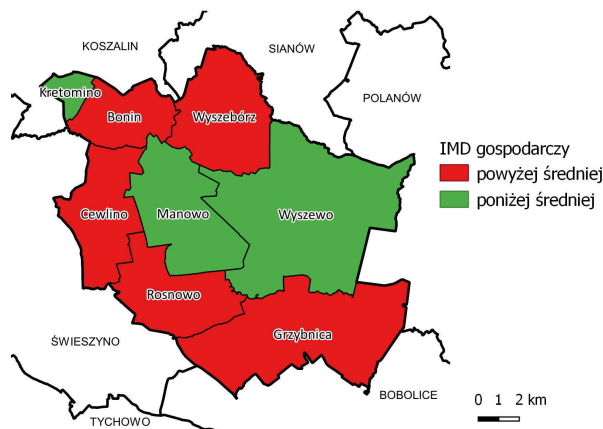 KOSZALIN
SIANÓW
POLANÓW
Kretomino
Bonin
Wyszebórz
IMD gospodarczy
powyżej średniej
poniżej średniej
Cewlino
Manowo
Wyszewo
Rosnowo
Grzybnica
ŚWIESZYNO
BOBOLICE
TYCHOWO
0 1 2 km